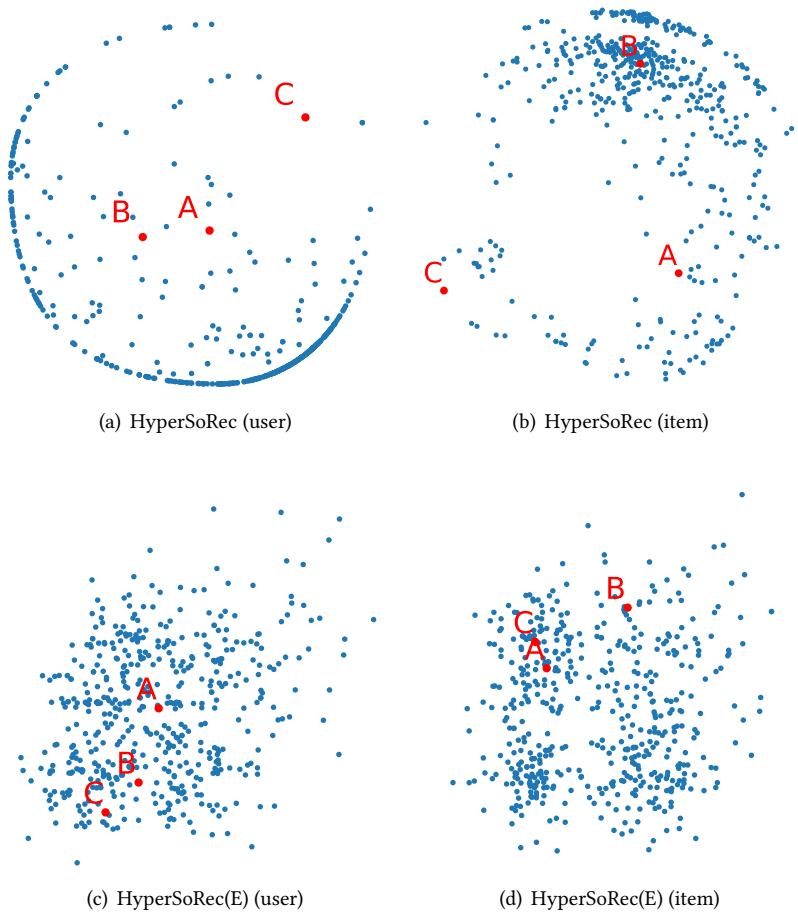 C
B
A
(a) HyperSoRec (user)
B
A
C
(b) HyperSoRec (item)
A
B
C
(c) HyperSoRec(E) (user)
B
C
A
(d) HyperSoRec(E) (item)